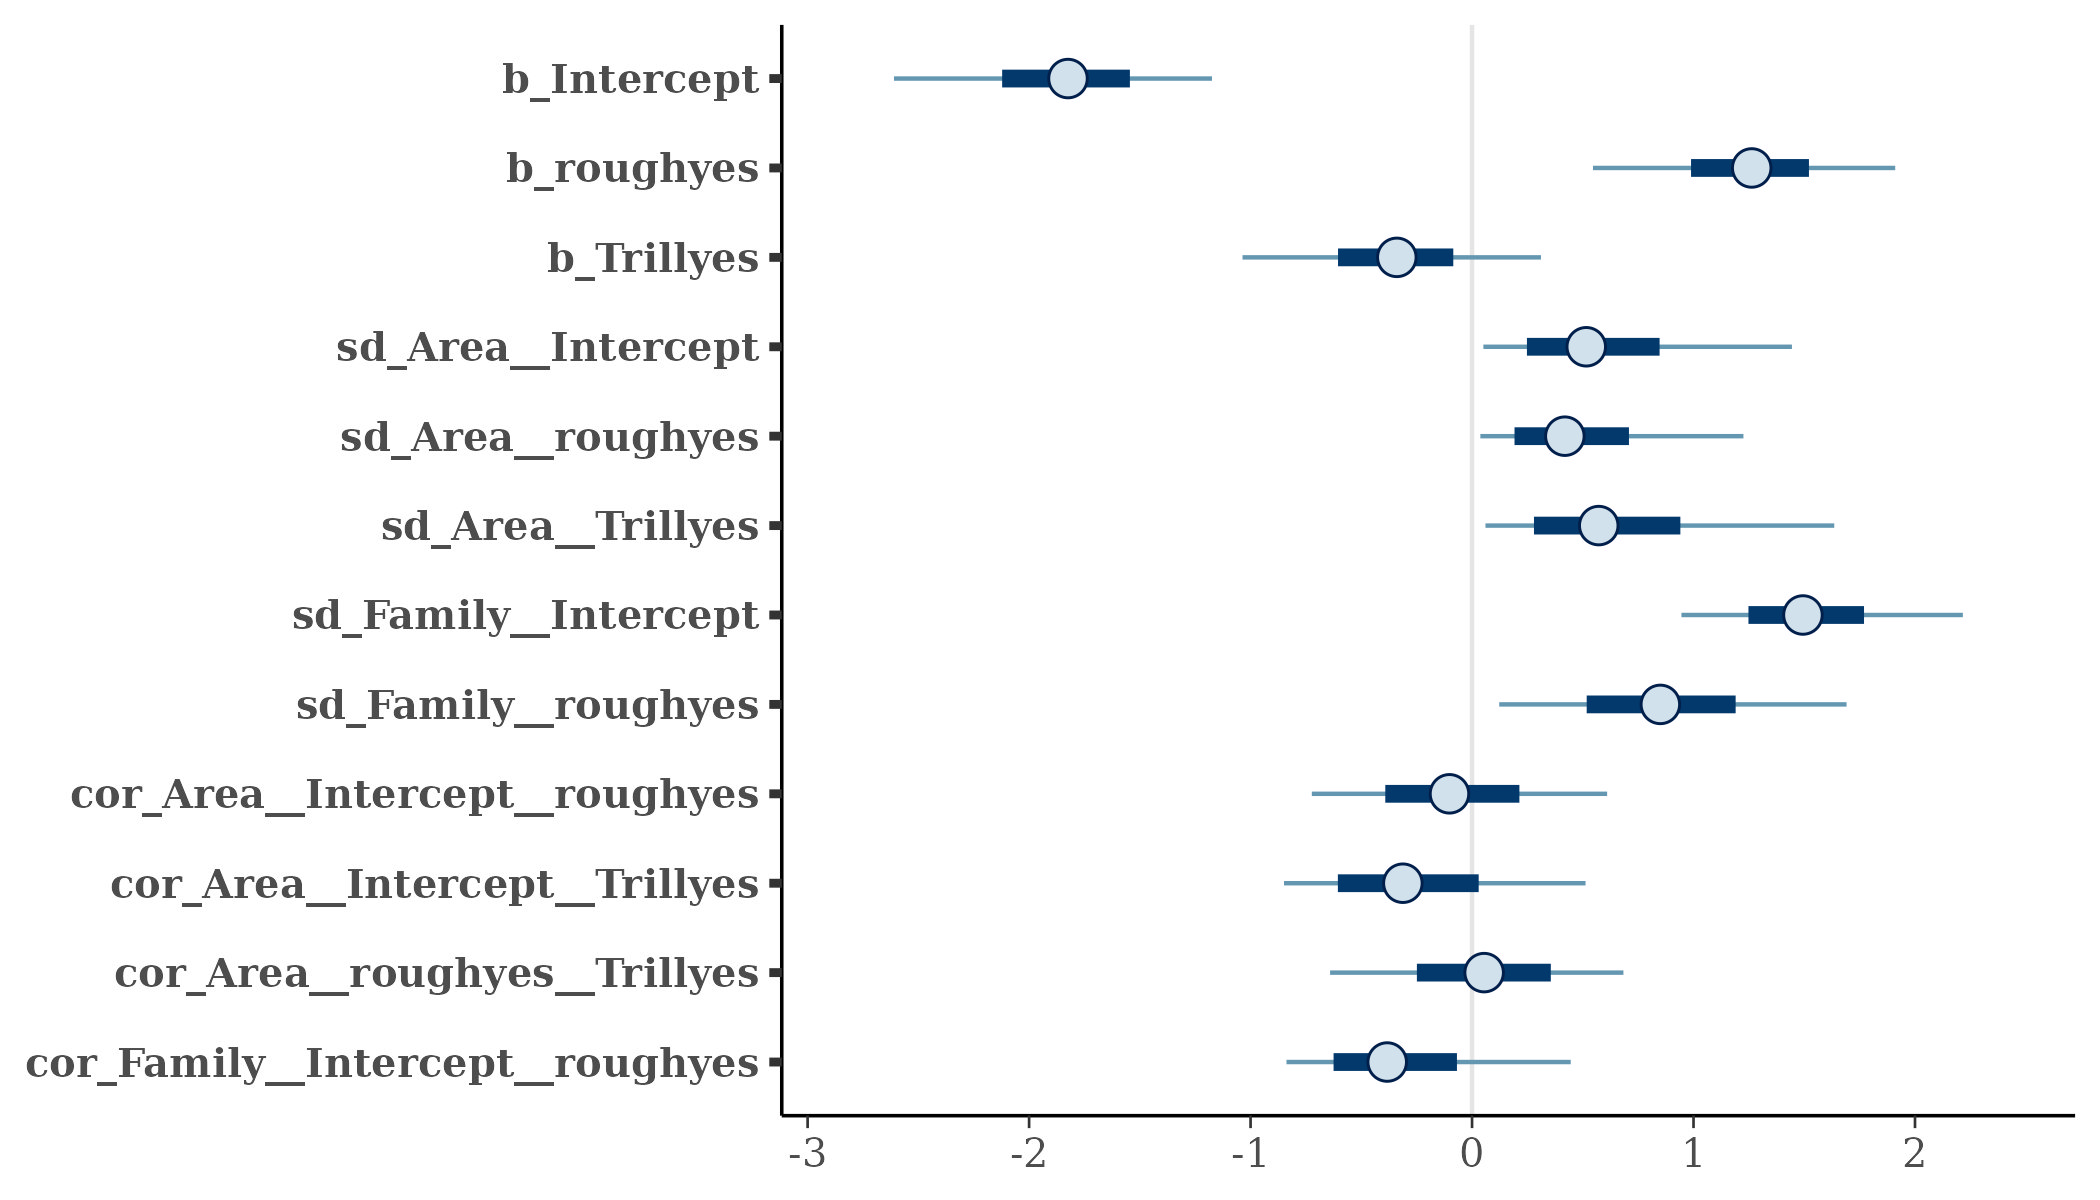 b_Intercept
b_roughyes
b_Trillyes
sd_Area__Intercept
sd_Area__roughyes
sd_Area__Trillyes
sd_Family__Intercept
sd_Family__roughyes
cor_Area__Intercept__roughyes
cor_Area__Intercept__Trillyes
cor_Area__roughyes__Trillyes
cor_Family__Intercept__roughyes
-3 -2 -1 0 1 2